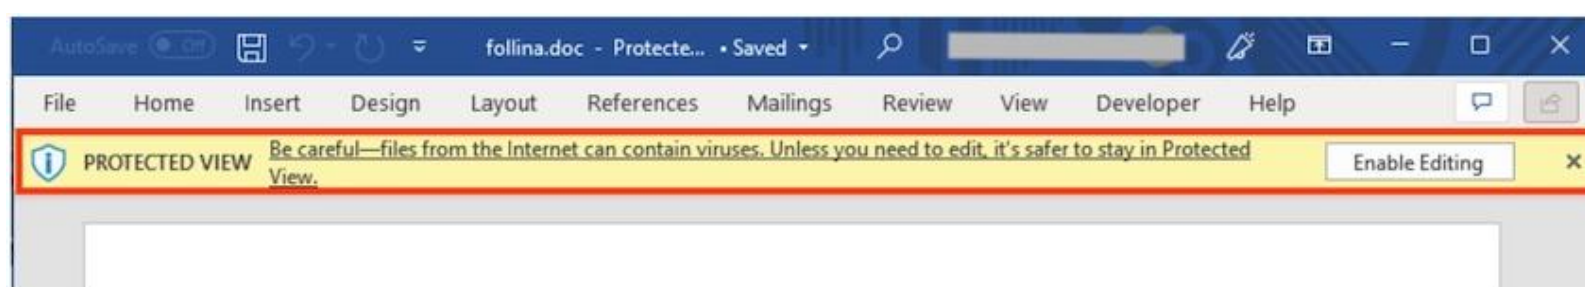 AutoSave Off follina.doc - Protecte... • Saved
File Home Insert Design Layout References Mailings Review View Developer Help
PROTECTED VIEW Be careful—files from the Internet can contain viruses. Unless you need to edit, it's safer to stay in Protected
View. Enable Editing